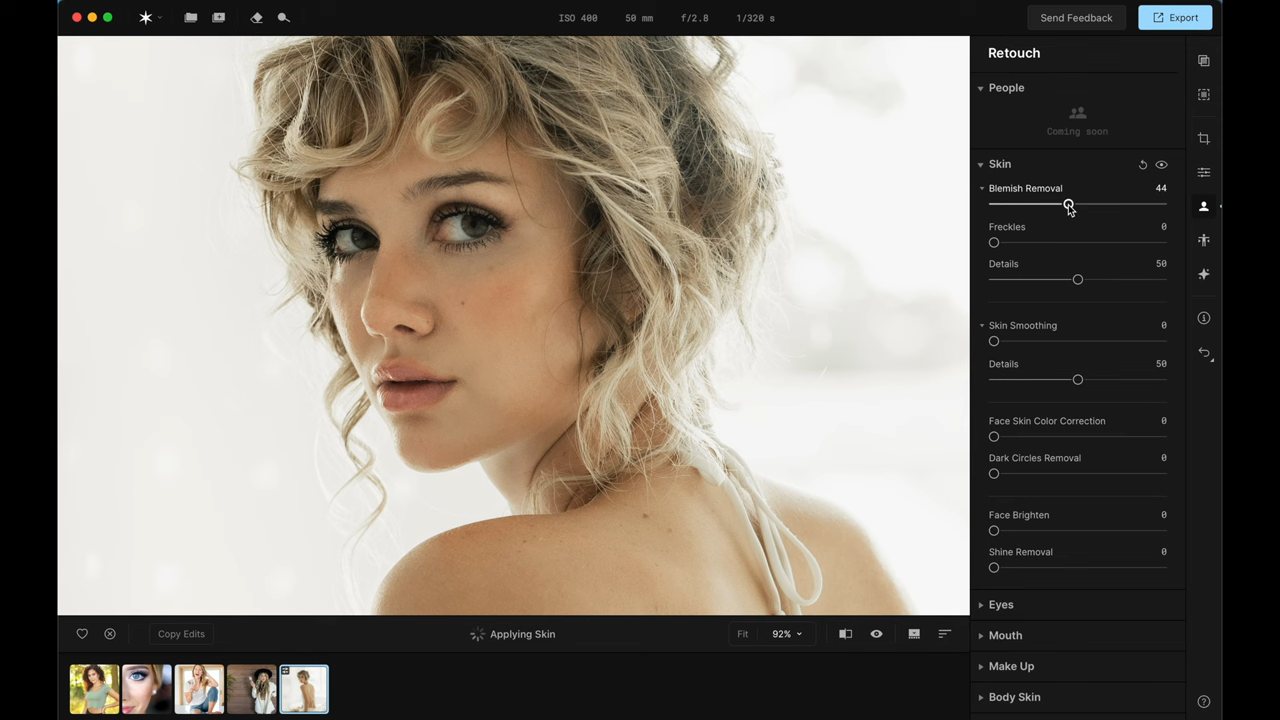 ISO 400 50 mm f/2.8 1/320 s
Send Feedback
Export
Retouch
People
Coming soon
Skin
Blemish Removal 44
Freckles 0
Details 50
Skin Smoothing 0
Details 50
Face Skin Color Correction 0
Dark Circles Removal 0
Face Brighten 0
Shine Removal 0
Eyes
Mouth
Make Up
Body Skin
Copy Edits
Applying Skin
Fit 92%